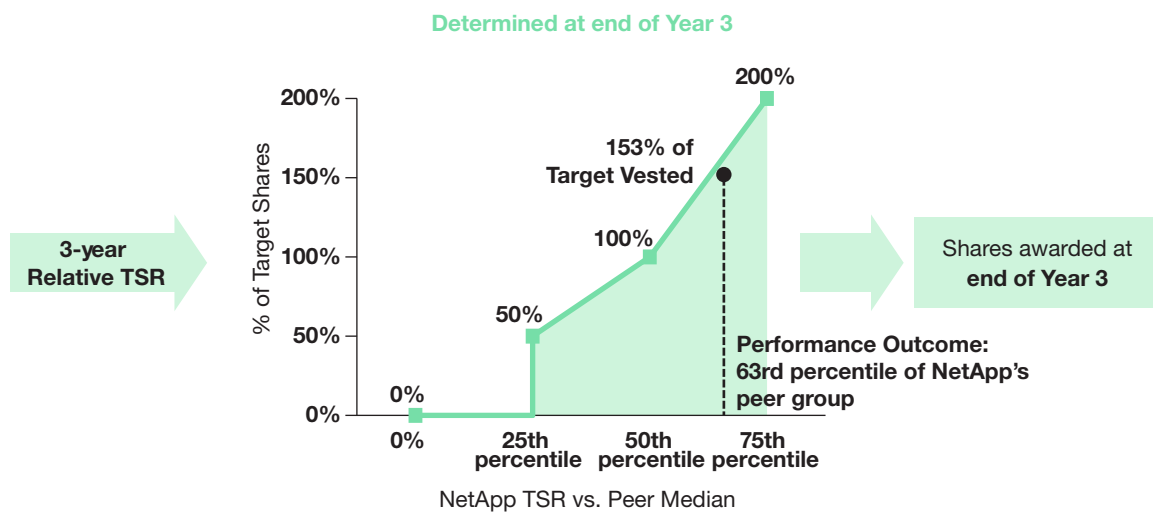 Determined at end of Year 3
3-year
Relative TSR
% of Target Shares
200%
150%
100%
50%
0%
0%
50%
100%
153% of
Target Vested
200%
Performance Outcome:
63rd percentile of NetApp's
peer group
0%
25th
percentile
50th
percentile
75th
percentile
NetApp TSR vs. Peer Median
Shares awarded at
end of Year 3